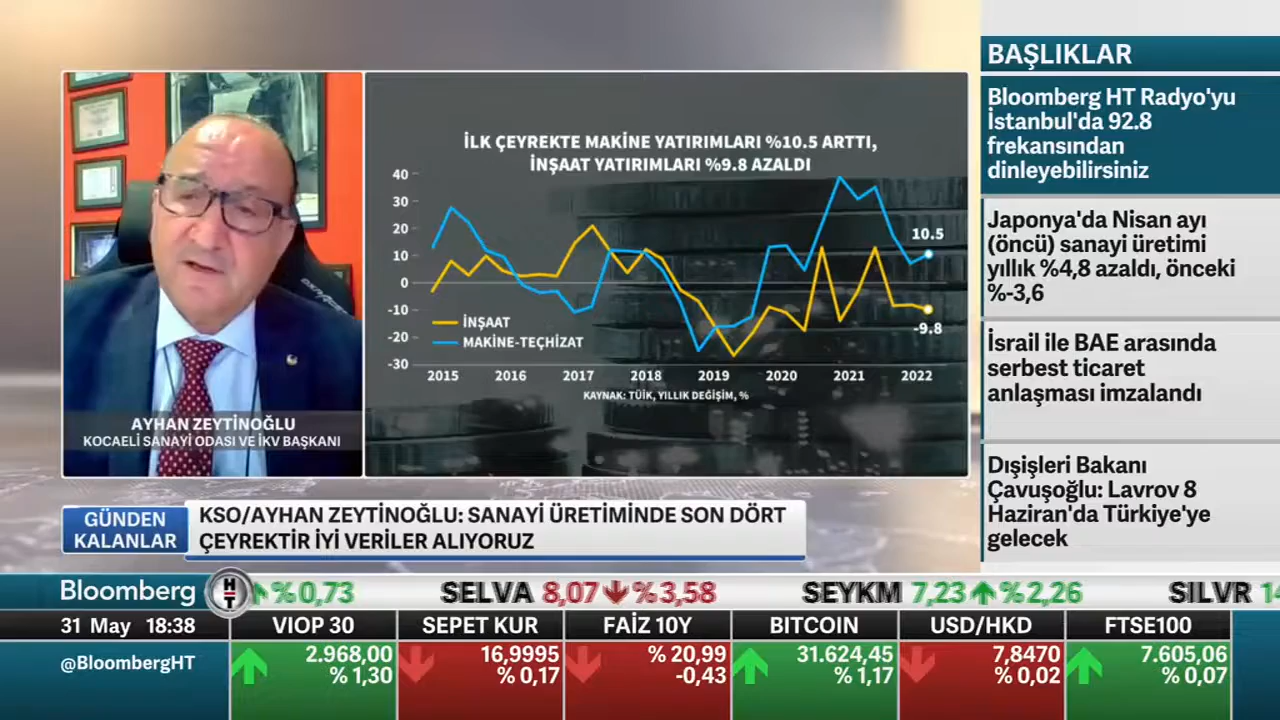 BAŞLIKLAR
Bloomberg HT Radyo'yu
İstanbul'da 92.8
frekansından
dinleyebilirsiniz
Japonya'da Nisan ayı
(öncü) sanayi üretimi
yıllık %4,8 azaldı, önceki
%-3,6
İsrail ile BAE arasında
serbest ticaret
anlaşması imzalandı
Dışişleri Bakanı
Çavuşoğlu: Lavrov 8
Haziran'da Türkiye'ye
gelecek
İLK ÇEYREKTE MAKİNE YATIRIMLARI %10.5 ARTTI,
İNŞAAT YATIRIMLARI %9.8 AZALDI
40
30
20
10
0
-10
-20
-30
10.5
-9.8
İNŞAAT
MAKİNE-TEÇHİZAT
2015 2016 2017 2018 2019 2020 2021 2022
KAYNAK: TÜİK, YILLIK DEĞİŞİM, %
AYHAN ZEYTİNOĞLU
KOCAELİ SANAYİ ODASI VE İKV BAŞKANI
GÜNDEN
KALANLAR
KSO/AYHAN ZEYTİNOĞLU: SANAYİ ÜRETİMİNDE SON DÖRT
ÇEYREKTİR İYİ VERİLER ALIYORUZ
Bloomberg HT %0,73 SELVA 8,07 %3,58 SEYKM 7,23 %2,26 SILVR
31 May 18:38
@BloombergHT
VIOP 30
2.968,00
% 1,30
SEPET KUR
16,9995
% 0,17
FAİZ 10Y
% 20,99
-0,43
BITCOIN
31.624,45
% 1,17
USD/HKD
7,8470
% 0,02
FTSE100
7.605,06
% 0,07